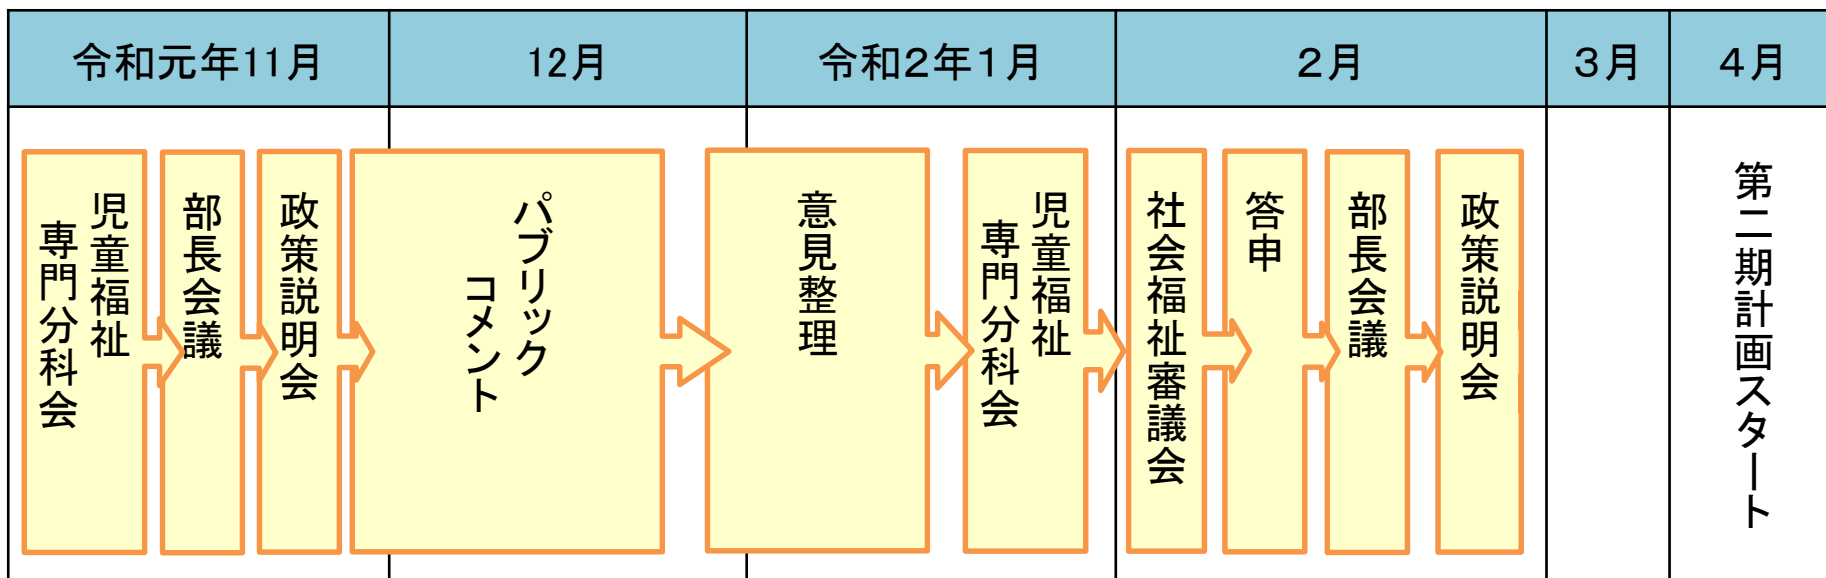 令和元年11月
12月
令和２年１月
２月
３月
４月
児童福祉
専門分科会
部長会議
政策説明会
パブリック
コメント
意見整理
児童福祉
専門分科会
社会福祉審議会
答申
部長会議
政策説明会
第二期計画スタート